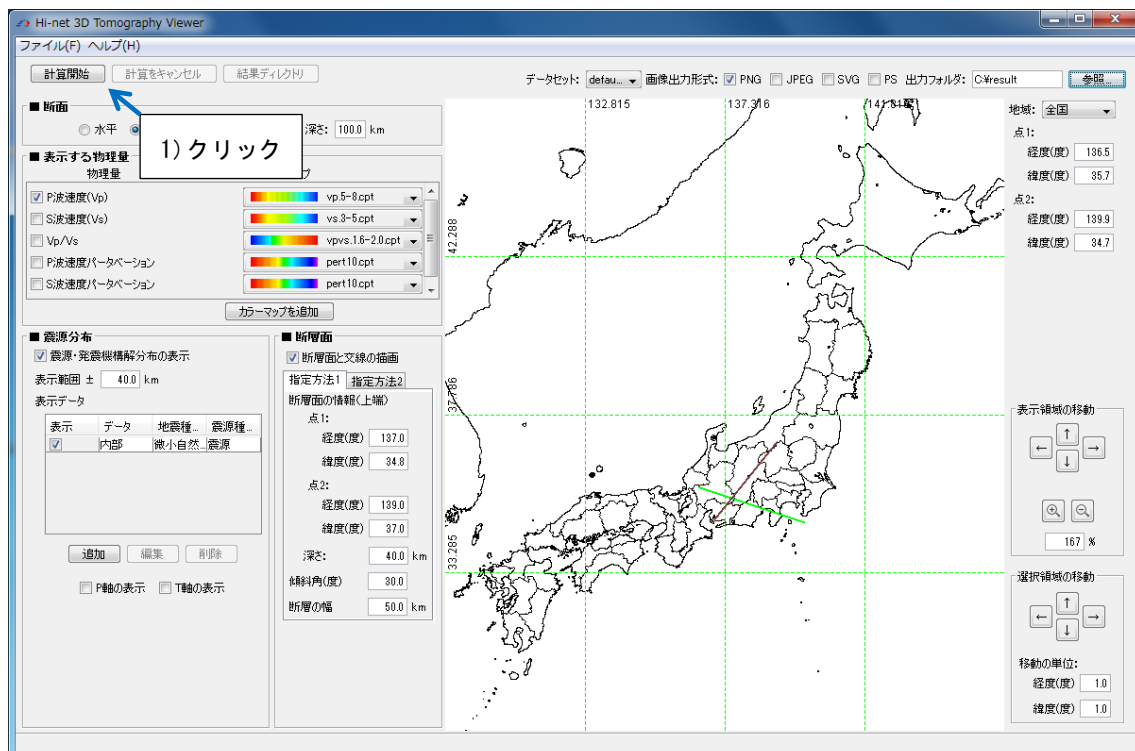 Hi-net 3D Tomography Viewer
ファイル(F) ヘルプ(H)
計算開始 計算をキャンセル 結果ディレクトリ
データセット: defau... 画像出力形式: PNG JPEG SVG PS 出力フォルダ: C:¥result 参照...
■ 断面
水平
深さ: 100.0 km
1) クリック
■ 表示する物理量
物理量 プ
P波速度(Vp) vp.5-8.cpt
S波速度(Vs) vs.3-5.cpt
Vp/Vs vpvs.1.6-2.0.cpt
P波速度パータベーション pert10.cpt
S波速度パータベーション pert10.cpt
カラーマップを追加
■ 震源分布
震源・発震機構解分布の表示
表示範囲 ± 40.0 km
表示データ
表示 データ 地震種... 震源種...
内部 微小自然... 震源
追加 編集 削除
P軸の表示 T軸の表示
■ 断層面
断層面と交線の描画
指定方法1 指定方法2
断層面の情報(上端)
点1:
経度(度) 137.0
緯度(度) 34.8
点2:
経度(度) 139.0
緯度(度) 37.0
深さ: 40.0 km
傾斜角(度) 30.0
断層の幅 50.0 km
132.815 137.316 141.816
42.288
37.786
33.285
地域: 全国
点1:
経度(度) 136.5
緯度(度) 35.7
点2:
経度(度) 139.9
緯度(度) 34.7
表示領域の移動
↑
← →
↓
167 %
選択領域の移動
↑
← →
↓
移動の単位:
経度(度) 1.0
緯度(度) 1.0